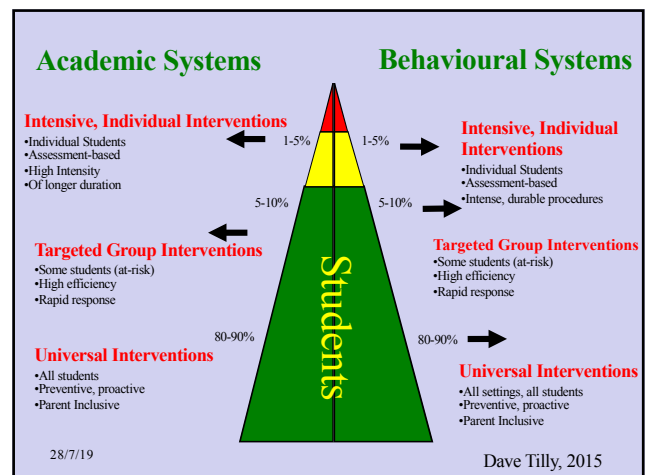 Academic Systems
Intensive, Individual Interventions
•Individual Students
•Assessment-based
•High Intensity
•Of longer duration
Targeted Group Interventions
•Some students (at-risk)
•High efficiency
•Rapid response
Universal Interventions
•All students
•Preventive, proactive
•Parent Inclusive
28/7/19
1-5%
5-10%
80-90%
Students
Behavioural Systems
1-5%
5-10%
80-90%
Intensive, Individual
Interventions
•Individual Students
•Assessment-based
•Intense, durable procedures
Targeted Group Interventions
•Some students (at-risk)
•High efficiency
•Rapid response
Universal Interventions
•All settings, all students
•Preventive, proactive
•Parent Inclusive
Dave Tilly, 2015